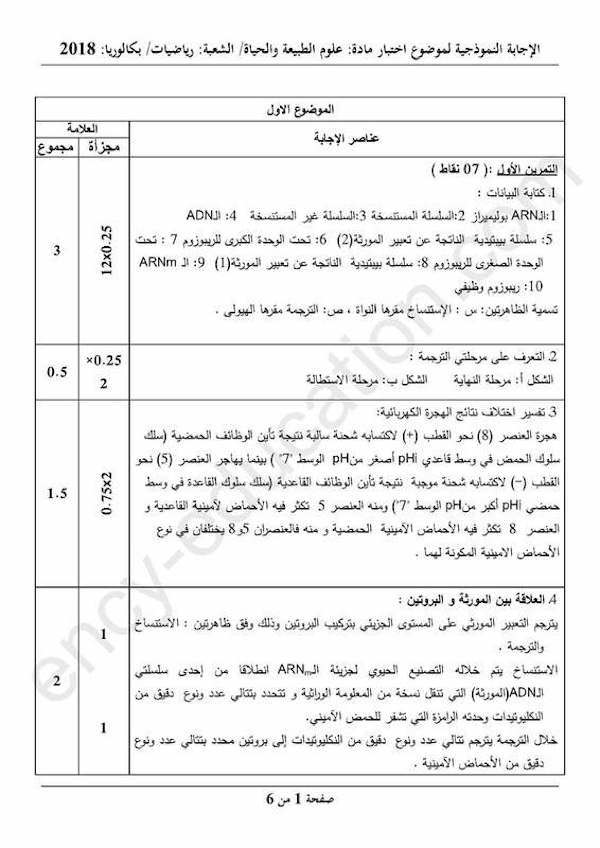 الإجابة النموذجية لموضوع اختبار مادة: علوم الطبيعة والحياة/ الشعبة: رياضيات/ بكالوريا: 2018
الموضوع الاول
عناصر الإجابة
العلامة
مجزأة
مجموع
التمرين الأول :( 07 نقاط )
1. كتابة البيانات :
1:الـARN بوليميراز 2:السلسلة المستنسخة 3:السلسلة غير المستنسخة 4: الـADN
5: سلسلة ببيتيدية الناتجة عن تعبير المورثة(2) 6: تحت الوحدة الكبرى للريبوزوم 7 : تحت
الوحدة الصغرى للريبوزوم 8: سلسلة ببيتيدية الناتجة عن تعبير المورثة(1) 9: الـ ARNm
10: ريبوزوم وظيفي
تسمية الظاهرتين: س : الإستنساخ مقرها النواة ، ص: الترجمة مقرها الهيولى .
12x0.25
3
2. التعرف على مرحلتي الترجمة :
الشكل أ: مرحلة النهاية الشكل ب: مرحلة الاستطالة
×0.25
2
0.5
3. تفسير اختلاف نتائج الهجرة الكهربائية:
هجرة العنصر (8) نحو القطب (+) لاكتسابه شحنة سالبة نتيجة تأين الوظائف الحمضية (سلك
سلوك الحمض في وسط قاعدي pHi أصغر منpH الوسط "7" ) بينما يهاجر العنصر (5) نحو
القطب (–) لاكتسابه شحنة موجبة نتيجة تأين الوظائف القاعدية (سلك سلوك القاعدة في وسط
حمضي pHi أكبر منpH الوسط "7") ومنه العنصر 5 تكثر فيه الأحماض لأمينية القاعدية و
العنصر 8 تكثر فيه الأحماض الأمينية الحمضية و منه فالعنصران 5و8 يختلفان في نوع
الأحماض الامينية المكونة لهما .
0.75x2
1.5
4. العلاقة بين المورثة و البروتين :
يترجم التعبير المورثي على المستوى الجزيئي بتركيب البروتين وذلك وفق ظاهرتين : الاستنساخ
والترجمة .
الاستنساخ يتم خلاله التصنيع الحيوي لجزيئة الـARNm انطلاقا من إحدى سلسلتي
الـADN(المورثة) التي تنقل نسخة من المعلومة الوراثية و تتحدد بتتالي عدد ونوع دقيق من
النكليوتيدات وحدته الرامزة التي تشفر للحمض الأميني.
خلال الترجمة يترجم تتالي عدد ونوع دقيق من النكليوتيدات إلى بروتين محدد بتتالي عدد ونوع
دقيق من الأحماض الأمينية .
1
1
2
صفحة 1 من 6
ency-education.com